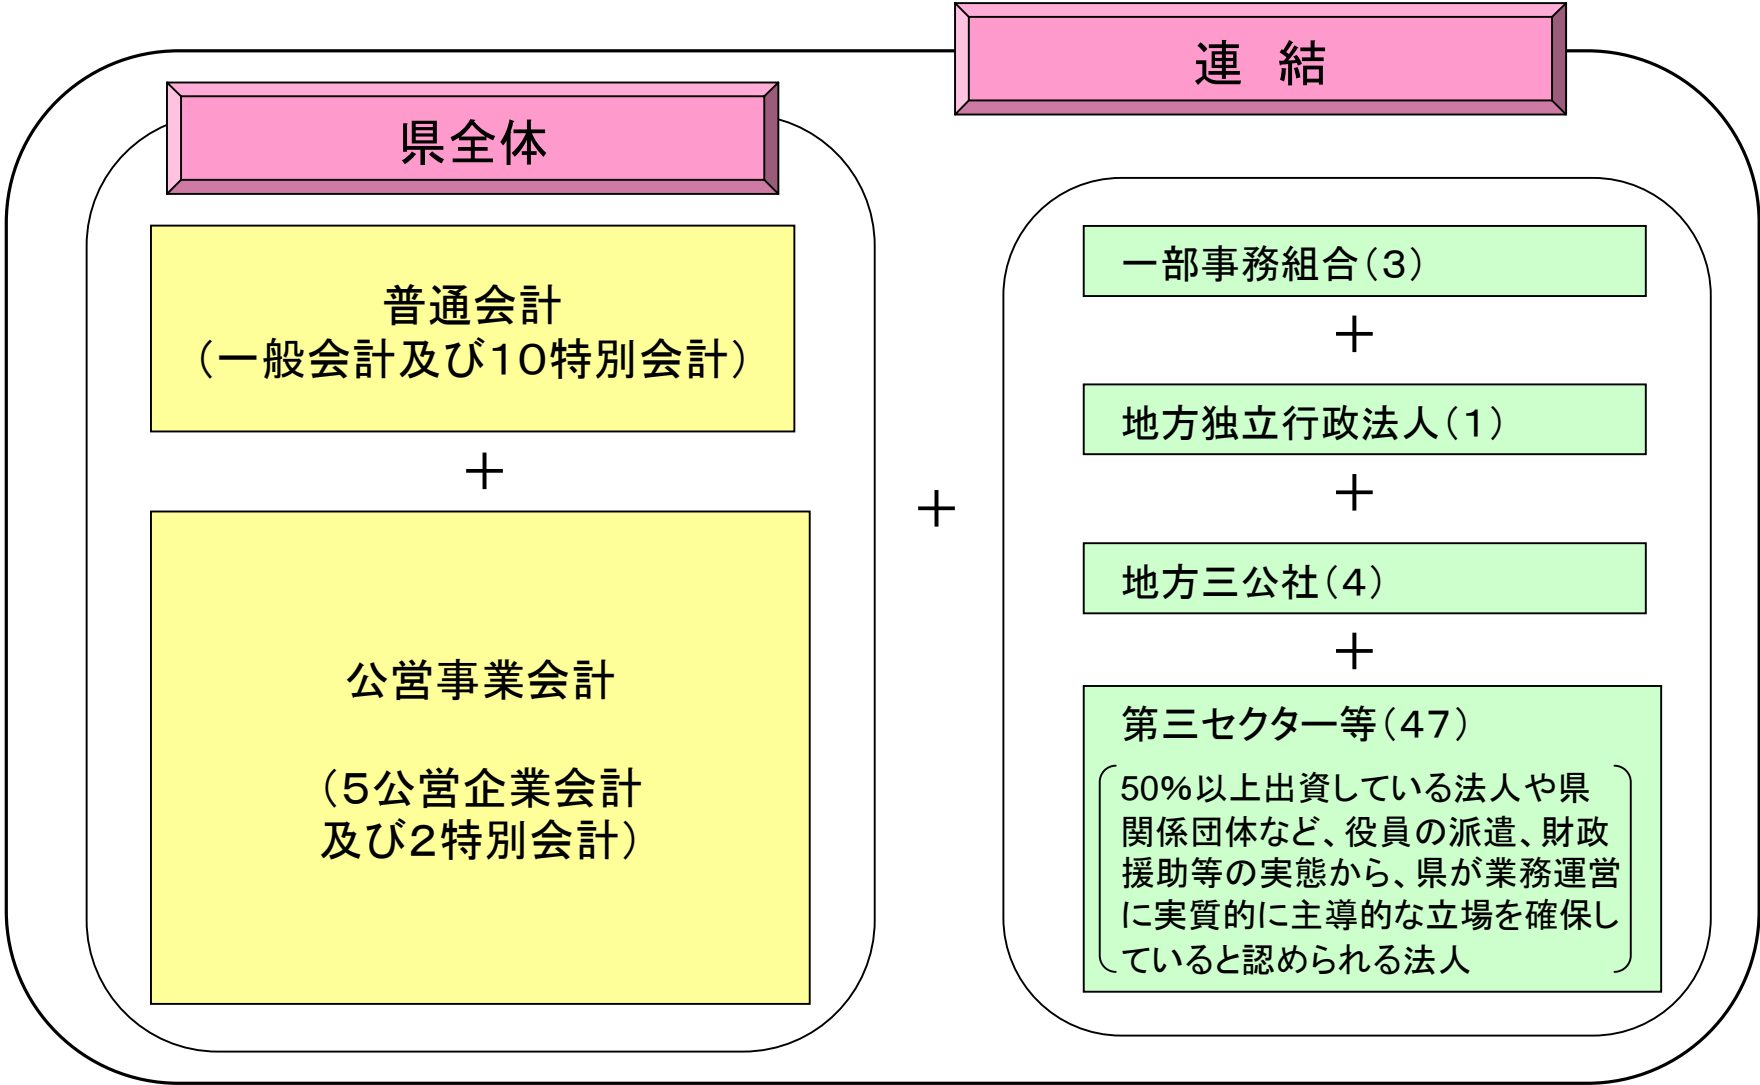 連　結
県全体
普通会計
（一般会計及び１０特別会計）
＋
公営事業会計
（５公営企業会計
及び２特別会計）
＋
一部事務組合（３）
＋
地方独立行政法人（１）
＋
地方三公社（４）
＋
第三セクター等（４７）
50%以上出資している法人や県
関係団体など、役員の派遣、財政
援助等の実態から、県が業務運営
に実質的に主導的な立場を確保し
ていると認められる法人